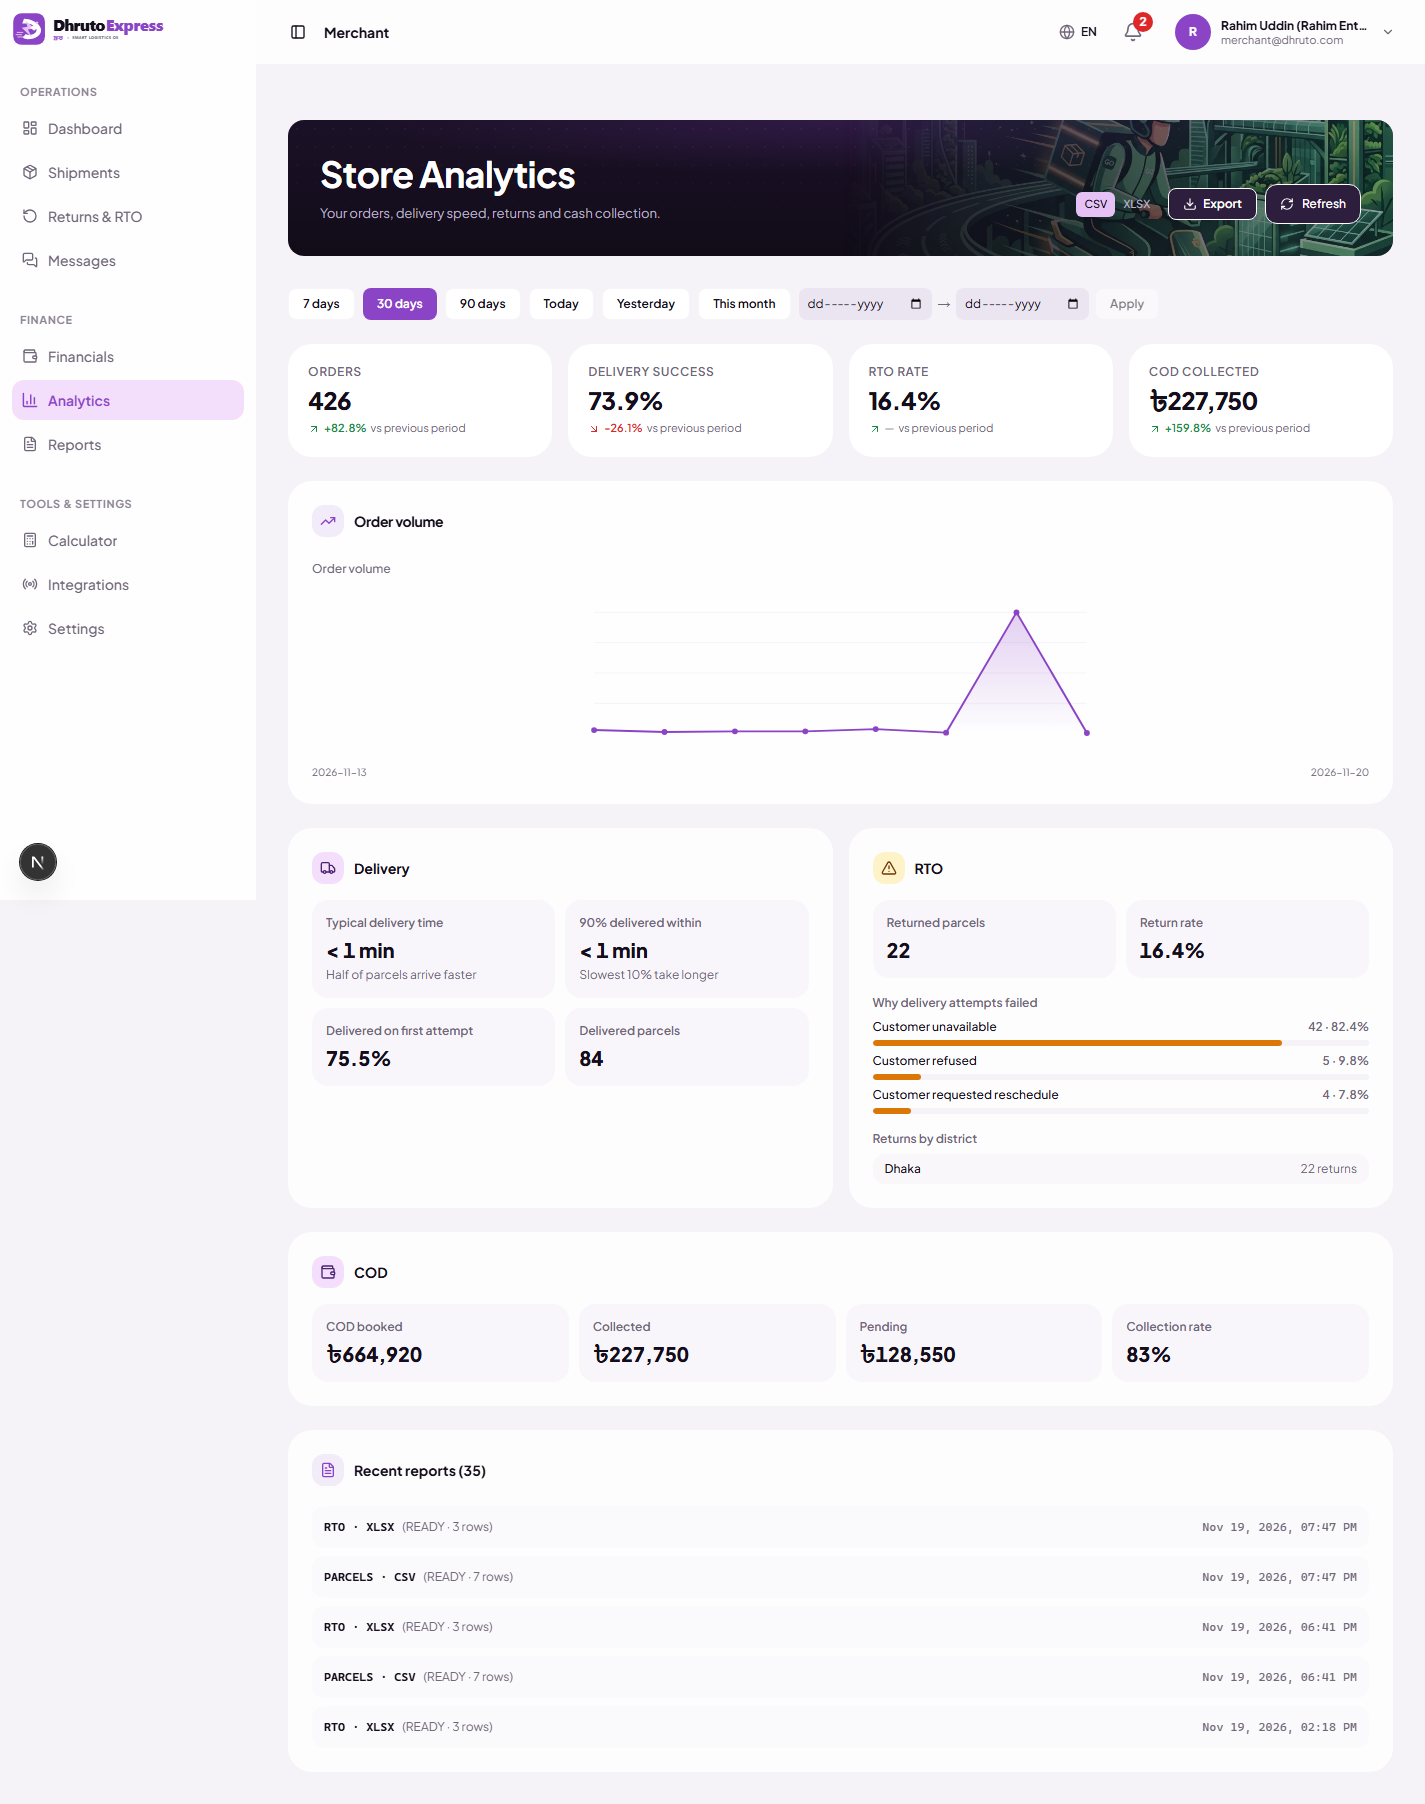 Dhruto Express
SMART LOGISTICS OS
Merchant
EN
2
R
Rahim Uddin (Rahim Ent...
merchant@dhruto.com
OPERATIONS
Dashboard
Shipments
Returns & RTO
Messages
FINANCE
Financials
Analytics
Reports
TOOLS & SETTINGS
Calculator
Integrations
Settings
N
Store Analytics
Your orders, delivery speed, returns and cash collection.
CSV XLSX Export Refresh
GO
7 days 30 days 90 days Today Yesterday This month dd-----yyyy → dd-----yyyy Apply
ORDERS
426
+82.8% vs previous period
DELIVERY SUCCESS
73.9%
-26.1% vs previous period
RTO RATE
16.4%
— vs previous period
COD COLLECTED
৳227,750
+159.8% vs previous period
Order volume
Order volume
2026-11-13 2026-11-20
Delivery
Typical delivery time
< 1 min
Half of parcels arrive faster
90% delivered within
< 1 min
Slowest 10% take longer
Delivered on first attempt
75.5%
Delivered parcels
84
RTO
Returned parcels
22
Return rate
16.4%
Why delivery attempts failed
Customer unavailable 42 · 82.4%
Customer refused 5 · 9.8%
Customer requested reschedule 4 · 7.8%
Returns by district
Dhaka 22 returns
COD
COD booked
৳664,920
Collected
৳227,750
Pending
৳128,550
Collection rate
83%
Recent reports (35)
RTO · XLSX (READY · 3 rows) Nov 19, 2026, 07:47 PM
PARCELS · CSV (READY · 7 rows) Nov 19, 2026, 07:47 PM
RTO · XLSX (READY · 3 rows) Nov 19, 2026, 06:41 PM
PARCELS · CSV (READY · 7 rows) Nov 19, 2026, 06:41 PM
RTO · XLSX (READY · 3 rows) Nov 19, 2026, 02:18 PM